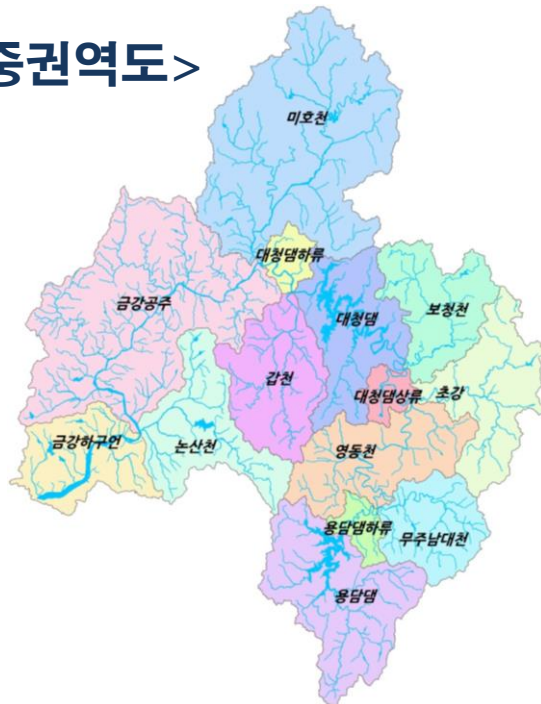 중권역도>
미호천
대청댐하류
금강공주
대청댐
보청천
갑천
대청댐상류
초강
금강하구언
논산천
영동천
용담댐하류
무주남대천
용담댐